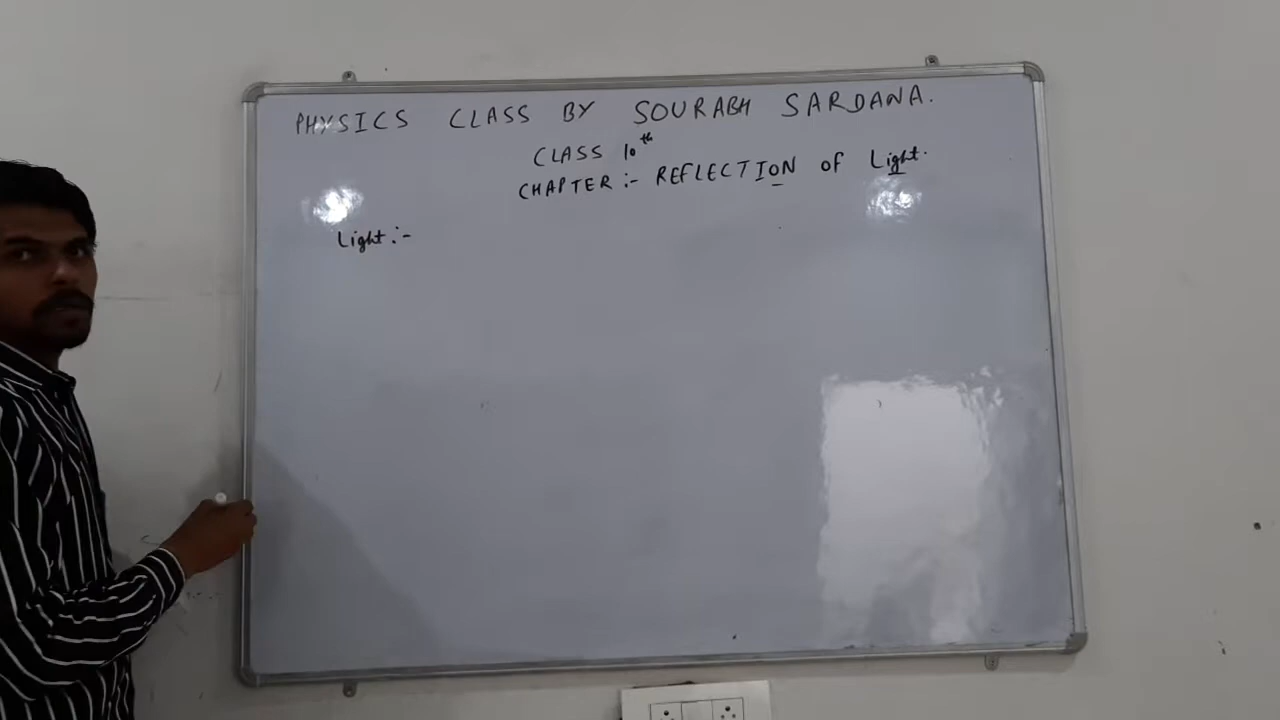 PHYSICS CLASS BY SOURABH SARDANA.
CLASS 10th
CHAPTER :- REFLECTION of Light.
Light :-